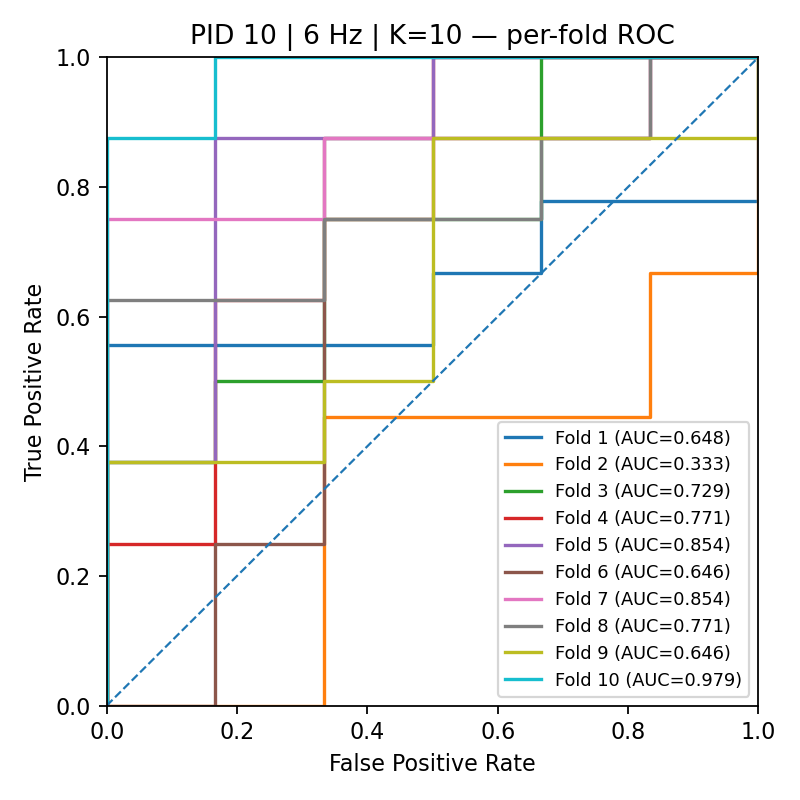 PID 10 | 6 Hz | K=10 — per-fold ROC
1.0
0.8
0.6
0.4
0.2
0.0
True Positive Rate
Fold 1 (AUC=0.648)
Fold 2 (AUC=0.333)
Fold 3 (AUC=0.729)
Fold 4 (AUC=0.771)
Fold 5 (AUC=0.854)
Fold 6 (AUC=0.646)
Fold 7 (AUC=0.854)
Fold 8 (AUC=0.771)
Fold 9 (AUC=0.646)
Fold 10 (AUC=0.979)
0.0 0.2 0.4 0.6 0.8 1.0
False Positive Rate